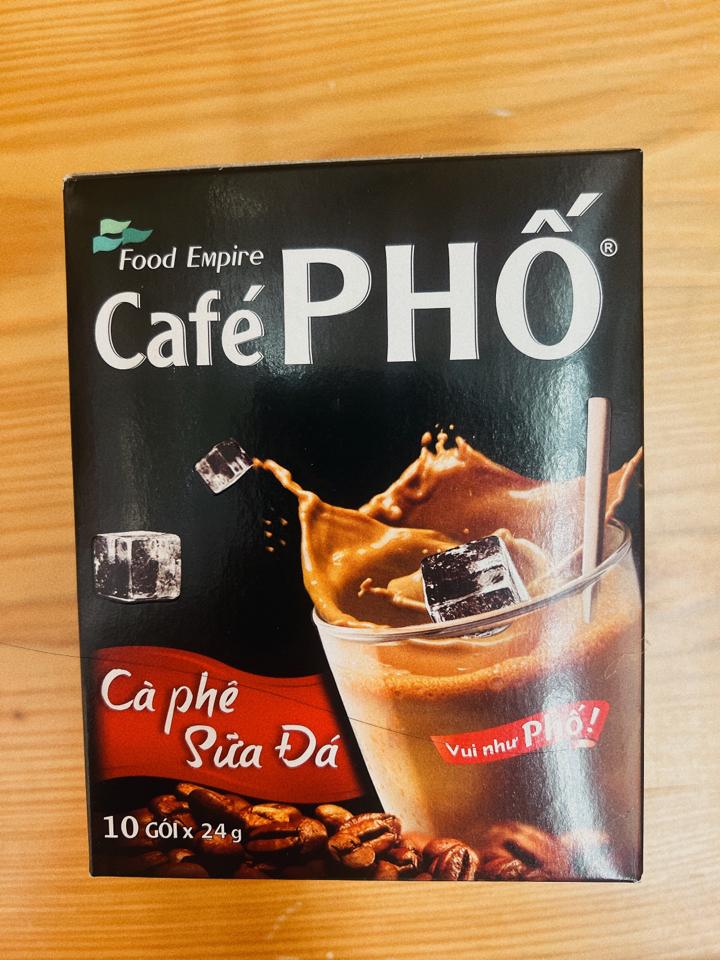 Food Empire
Café PHỐ®
Cà phê
Sữa Đá
Vui như Phố!
10 GÓI x 24 g